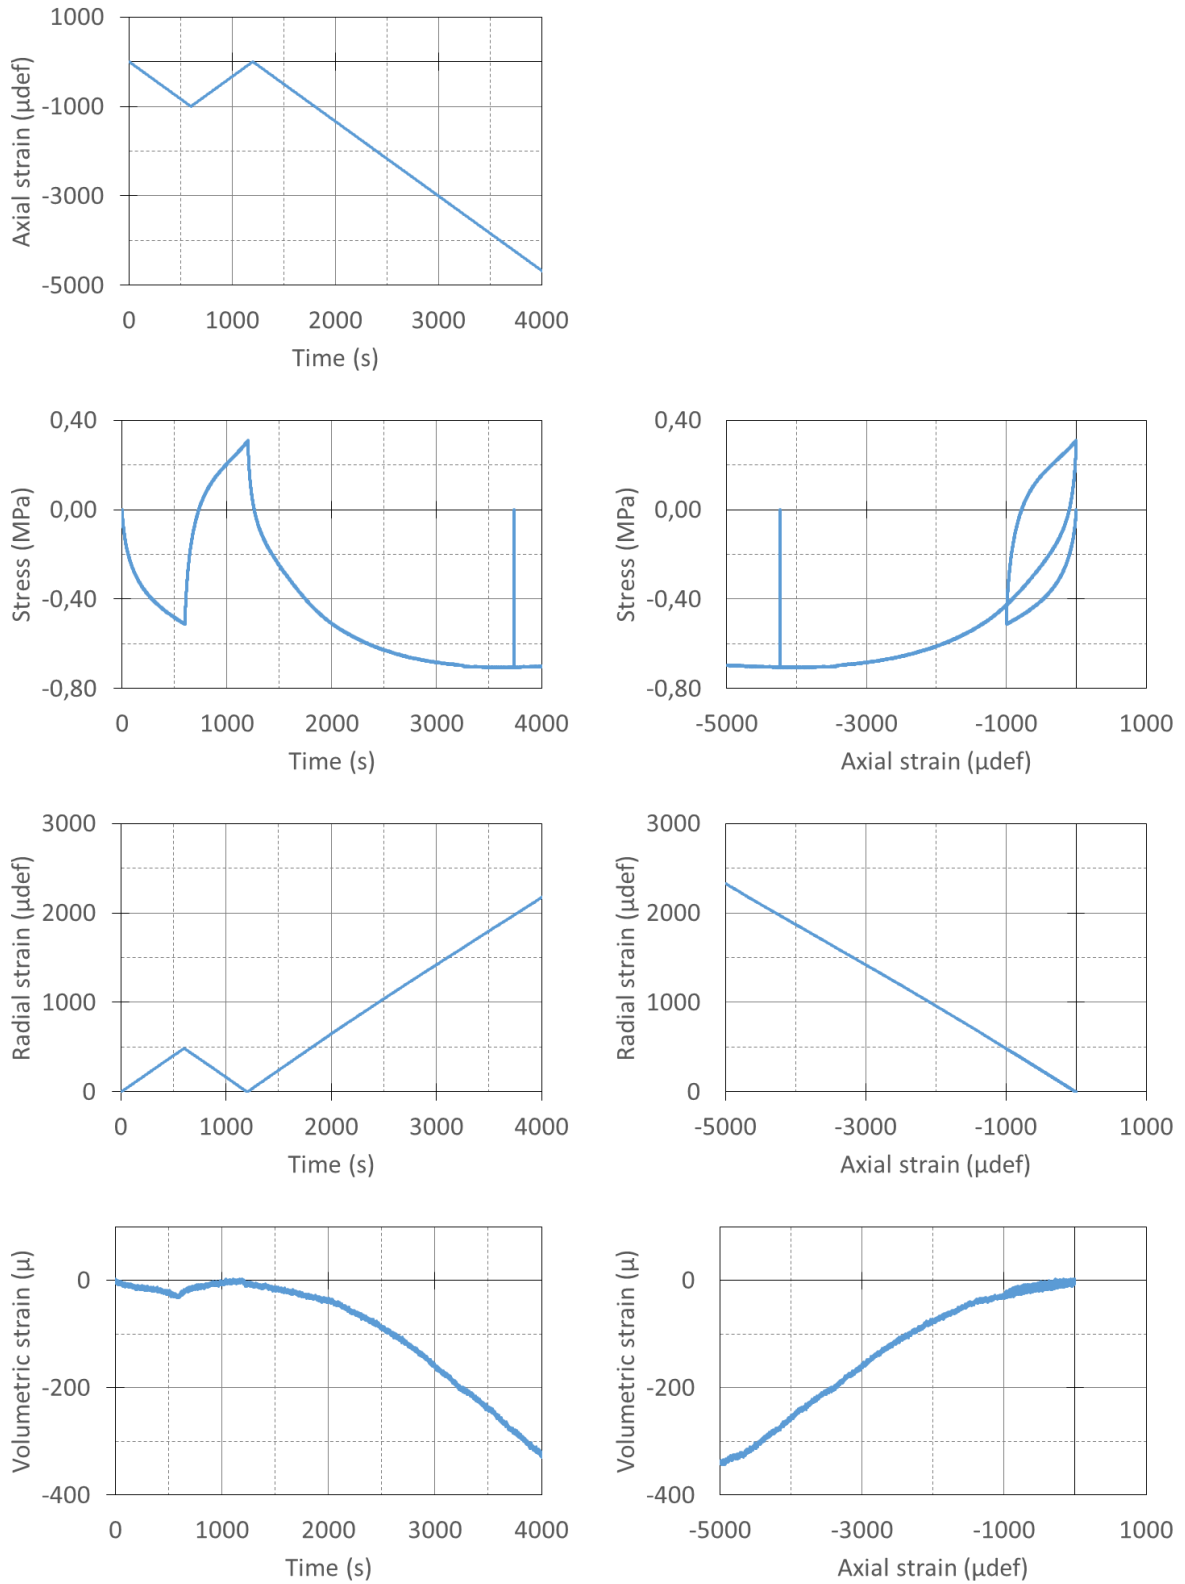 Axial strain (µdef)
1000
-1000
-3000
-5000
0 1000 2000 3000 4000
Time (s)
Stress (MPa)
0,40
0,00
-0,40
-0,80
0 1000 2000 3000 4000
Time (s)
Stress (MPa)
0,40
0,00
-0,40
-0,80
-5000 -3000 -1000 1000
Axial strain (µdef)
Radial strain (µdef)
3000
2000
1000
0
0 1000 2000 3000 4000
Time (s)
Radial strain (µdef)
3000
2000
1000
0
-5000 -3000 -1000 1000
Axial strain (µdef)
Volumetric strain (µ)
0
-200
-400
0 1000 2000 3000 4000
Time (s)
Volumetric strain (µ)
0
-200
-400
-5000 -3000 -1000 1000
Axial strain (µdef)